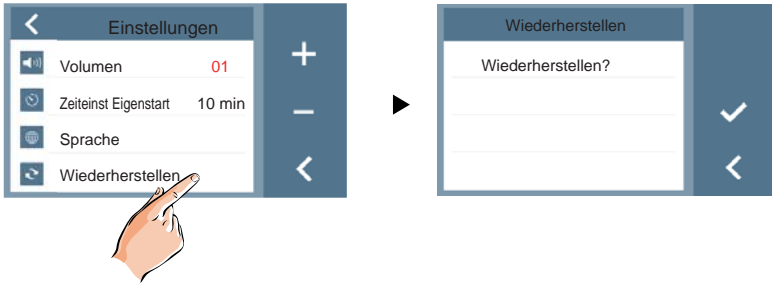 Einstellungen
Volumen 01
Zeiteinst Eigenstart 10 min
Sprache
Wiederherstellen
Wiederherstellen
Wiederherstellen?